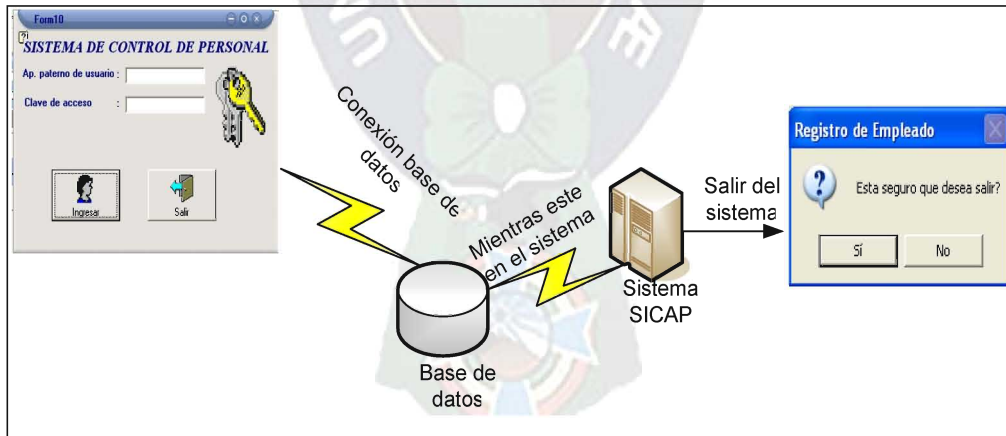 Form10
SISTEMA DE CONTROL DE PERSONAL
Ap. paterno de usuario :
Clave de acceso :
Ingresar
Salir
Conexión base de
datos
Mientras este
en el sistema
Base de
datos
Sistema
SICAP
Salir del
sistema
Registro de Empleado
Esta seguro que desea salir?
Sí
No